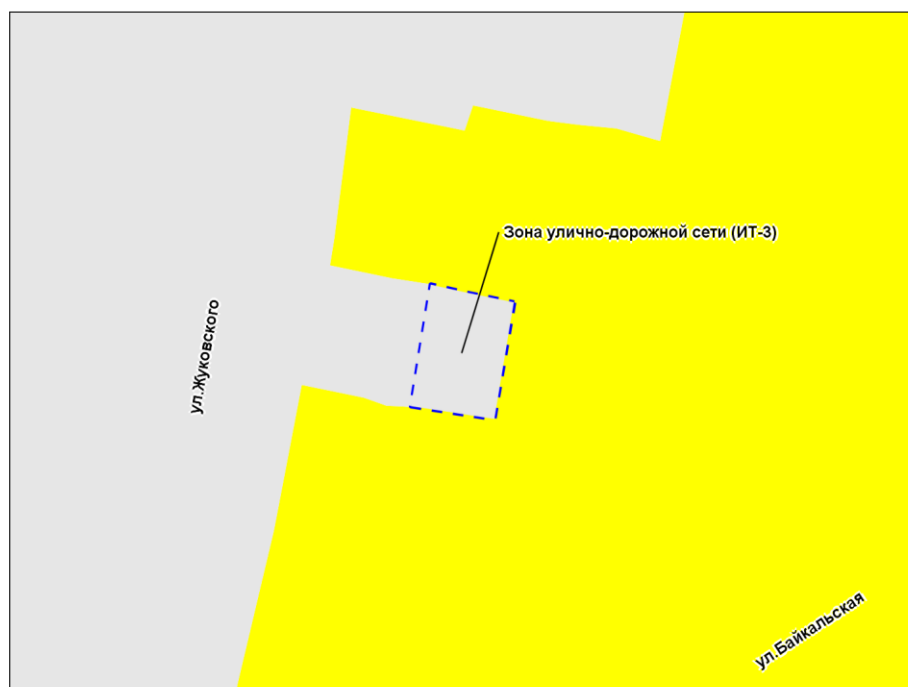 Зона улично-дорожной сети (ИТ-3)
ул.Жуковского
ул.Байкальская